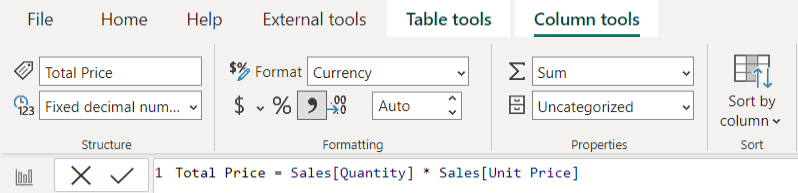 File Home Help External tools Table tools Column tools
Total Price $% Format Currency Σ Sum
123 Fixed decimal num... $ % , .00 Auto Uncategorized Sort by column
Structure Formatting Properties Sort
1 Total Price = Sales[Quantity] * Sales[Unit Price]